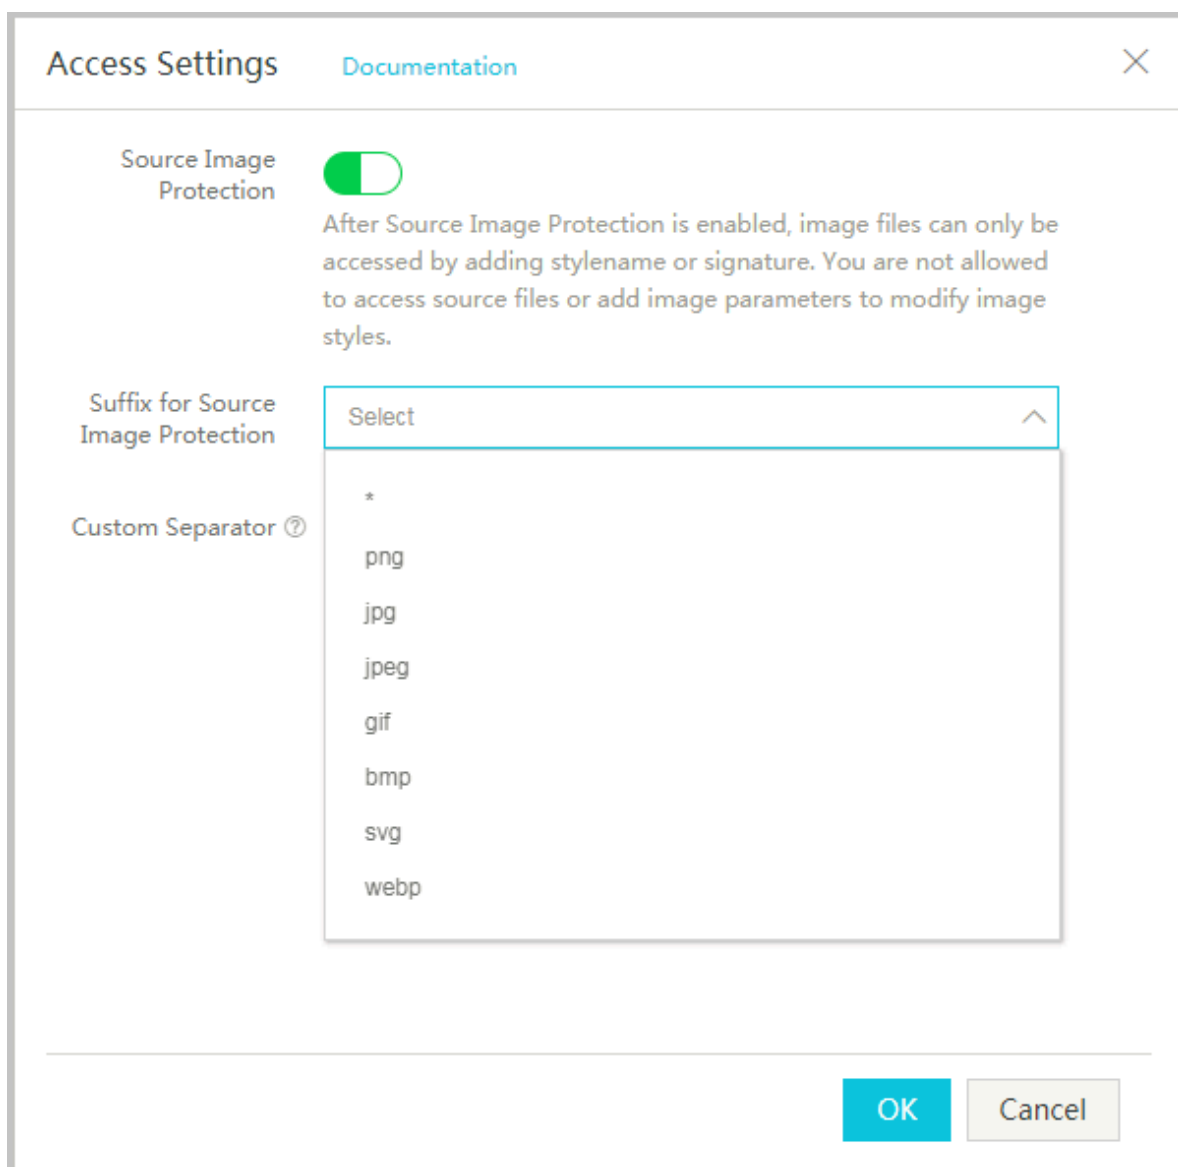 Access Settings Documentation
Source Image
Protection
After Source Image Protection is enabled, image files can only be
accessed by adding stylename or signature. You are not allowed
to access source files or add image parameters to modify image
styles.
Suffix for Source
Image Protection
Select
*
Custom Separator ?
png
jpg
jpeg
gif
bmp
svg
webp
OK Cancel